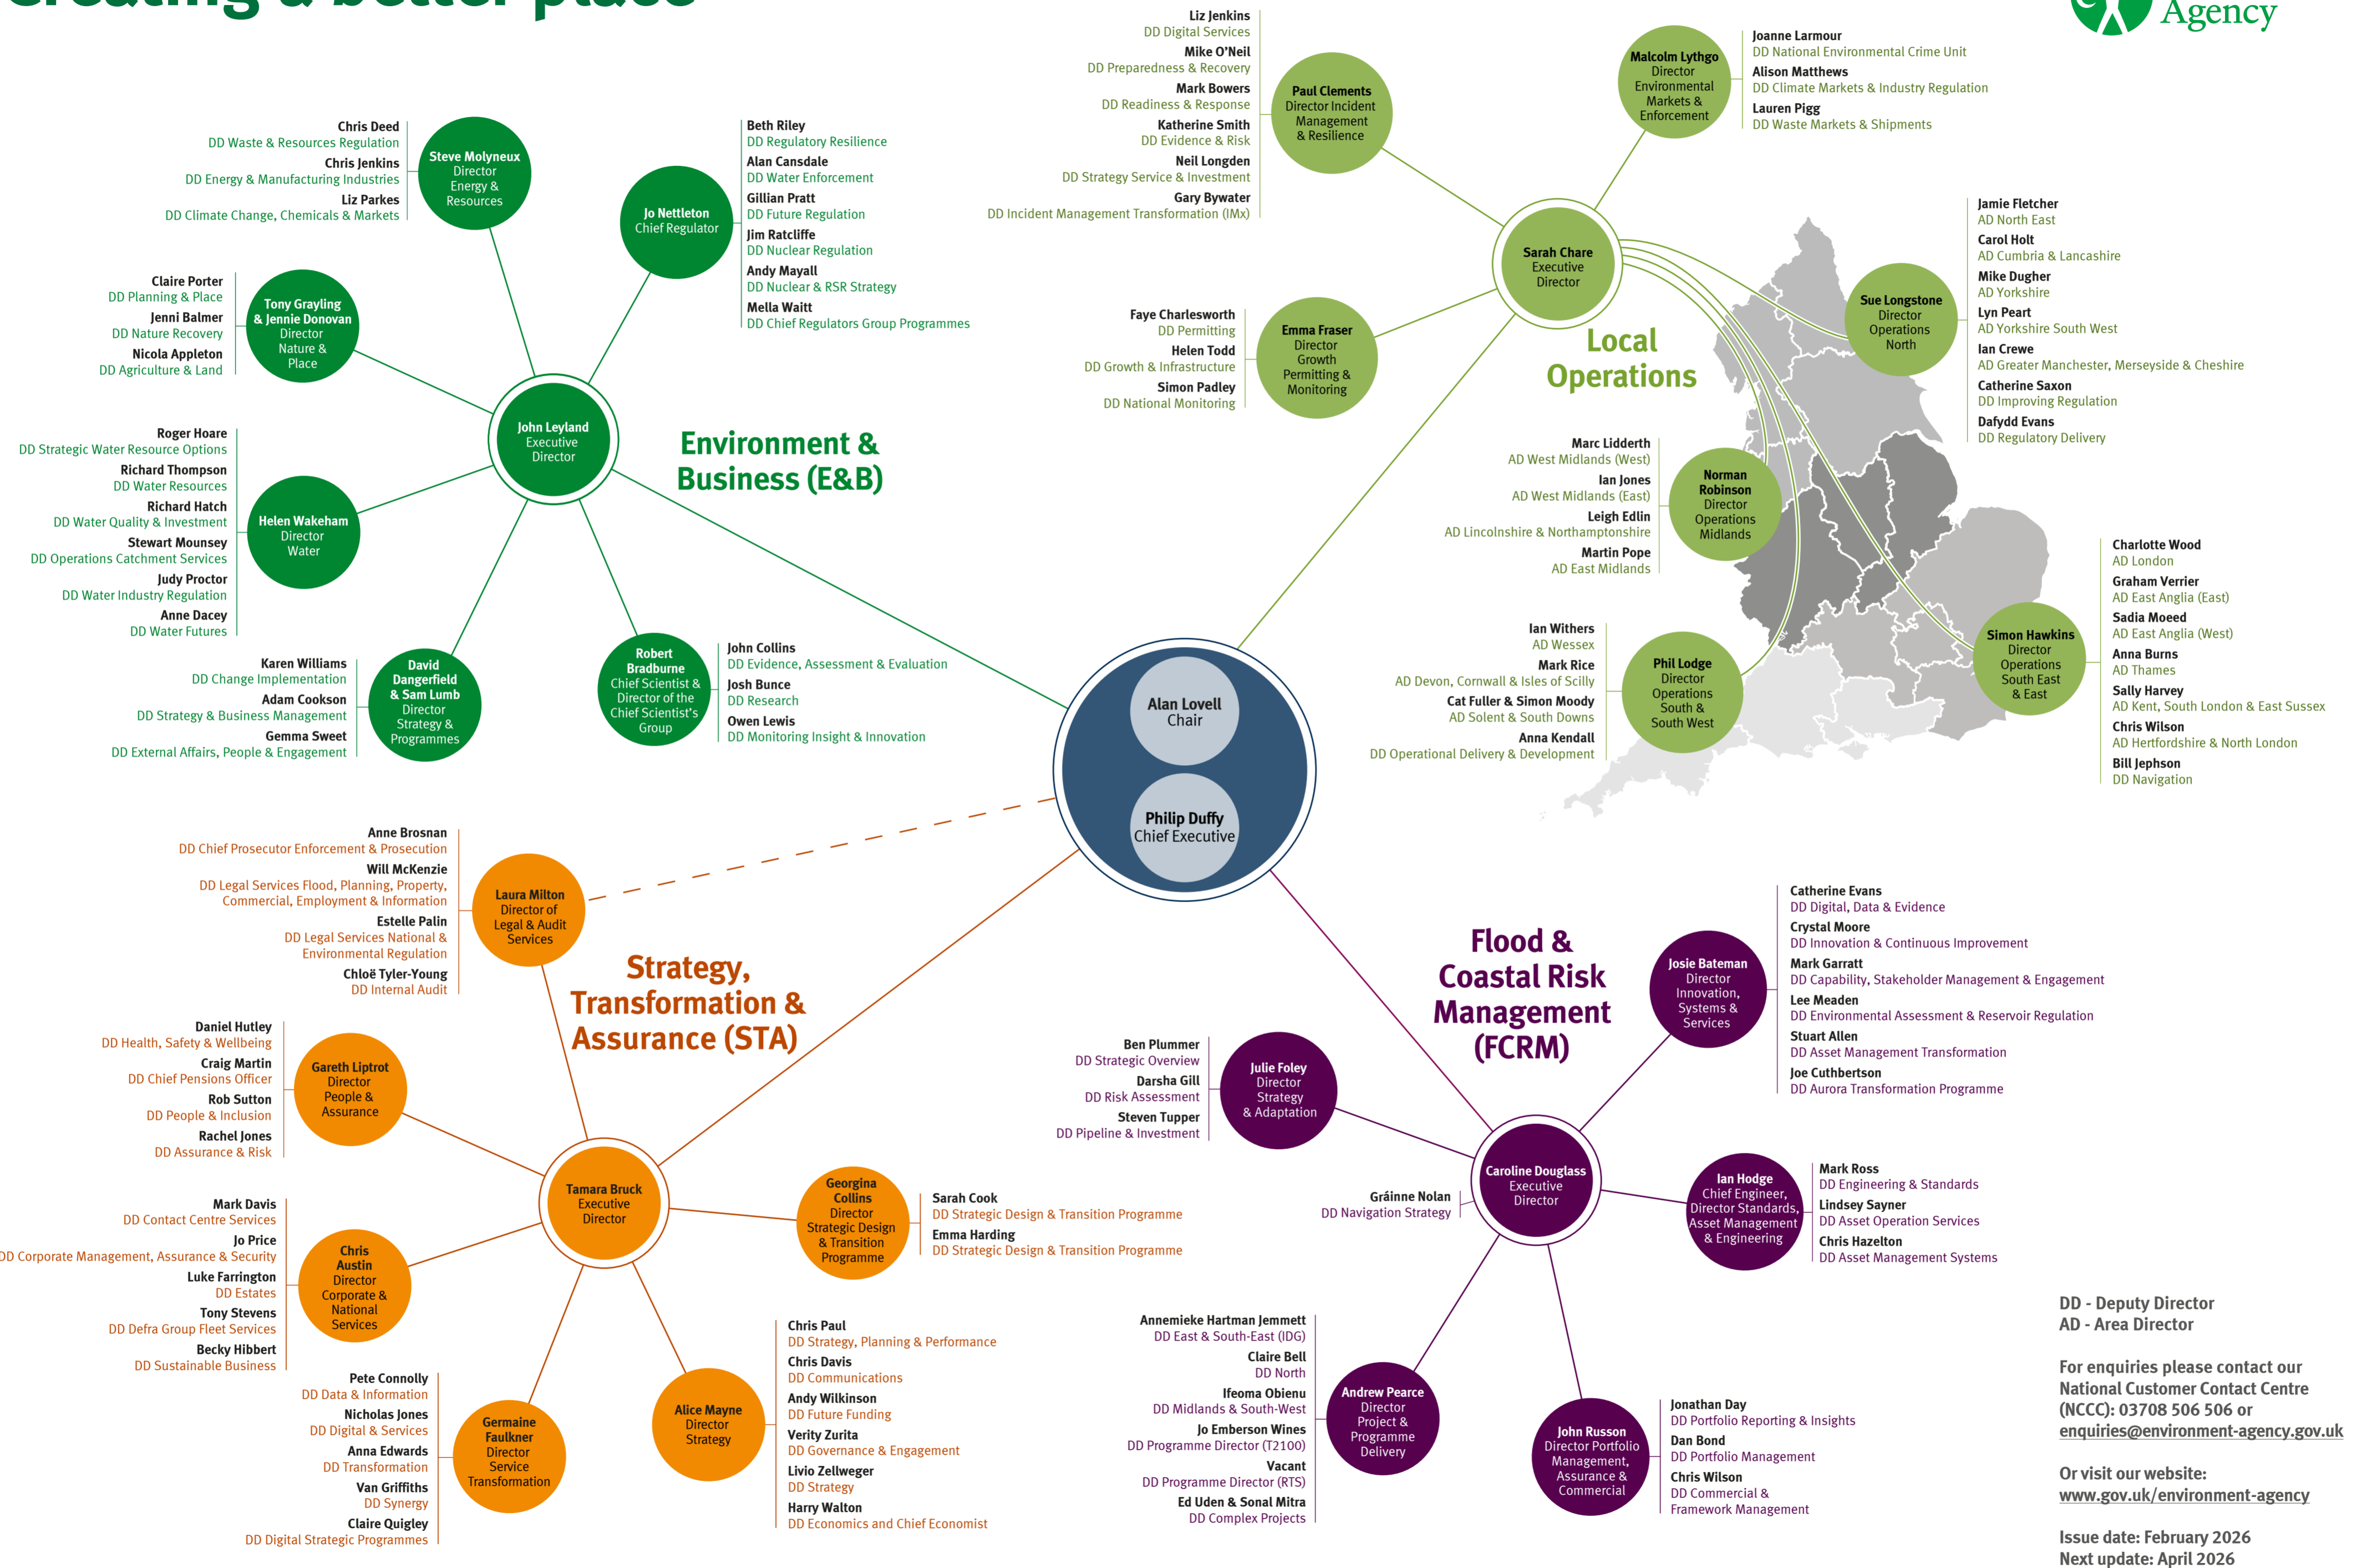 Creating a better place
Agency
Chris Deed
DD Waste & Resources Regulation
Chris Jenkins
DD Energy & Manufacturing Industries
Liz Parkes
DD Climate Change, Chemicals & Markets
Steve Molyneux
Director
Energy &
Resources
Jo Nettleton
Chief Regulator
Beth Riley
DD Regulatory Resilience
Alan Cansdale
DD Water Enforcement
Gillian Pratt
DD Future Regulation
Jim Ratcliffe
DD Nuclear Regulation
Andy Mayall
DD Nuclear & RSR Strategy
Mella Waitt
DD Chief Regulators Group Programmes
Claire Porter
DD Planning & Place
Jenni Balmer
DD Nature Recovery
Nicola Appleton
DD Agriculture & Land
Tony Grayling
& Jennie Donovan
Director
Nature &
Place
John Leyland
Executive
Director
Environment &
Business (E&B)
Roger Hoare
DD Strategic Water Resource Options
Richard Thompson
DD Water Resources
Richard Hatch
DD Water Quality & Investment
Stewart Mounsey
DD Operations Catchment Services
Judy Proctor
DD Water Industry Regulation
Anne Dacey
DD Water Futures
Helen Wakeham
Director
Water
Karen Williams
DD Change Implementation
Adam Cookson
DD Strategy & Business Management
Gemma Sweet
DD External Affairs, People & Engagement
David
Dangerfield
& Sam Lumb
Director
Strategy &
Programmes
Robert
Bradburne
Chief Scientist &
Director of the
Chief Scientist's
Group
John Collins
DD Evidence, Assessment & Evaluation
Josh Bunce
DD Research
Owen Lewis
DD Monitoring Insight & Innovation
Liz Jenkins
DD Digital Services
Mike O'Neil
DD Preparedness & Recovery
Mark Bowers
DD Readiness & Response
Katherine Smith
DD Evidence & Risk
Neil Longden
DD Strategy Service & Investment
Gary Bywater
DD Incident Management Transformation (IMx)
Paul Clements
Director Incident
Management
& Resilience
Malcolm Lythgo
Director
Environmental
Markets &
Enforcement
Joanne Larmour
DD National Environmental Crime Unit
Alison Matthews
DD Climate Markets & Industry Regulation
Lauren Pigg
DD Waste Markets & Shipments
Sarah Chare
Executive
Director
Faye Charlesworth
DD Permitting
Helen Todd
DD Growth & Infrastructure
Simon Padley
DD National Monitoring
Emma Fraser
Director
Growth
Permitting &
Monitoring
Local
Operations
Sue Longstone
Director
Operations
North
Jamie Fletcher
AD North East
Carol Holt
AD Cumbria & Lancashire
Mike Dugher
AD Yorkshire
Lyn Peart
AD Yorkshire South West
Ian Crewe
AD Greater Manchester, Merseyside & Cheshire
Catherine Saxon
DD Improving Regulation
Dafydd Evans
DD Regulatory Delivery
Marc Lidderth
AD West Midlands (West)
Ian Jones
AD West Midlands (East)
Leigh Edlin
AD Lincolnshire & Northamptonshire
Martin Pope
AD East Midlands
Norman
Robinson
Director
Operations
Midlands
Ian Withers
AD Wessex
Mark Rice
AD Devon, Cornwall & Isles of Scilly
Cat Fuller & Simon Moody
AD Solent & South Downs
Anna Kendall
DD Operational Delivery & Development
Phil Lodge
Director
Operations
South &
South West
Simon Hawkins
Director
Operations
South East
& East
Charlotte Wood
AD London
Graham Verrier
AD East Anglia (East)
Sadia Moeed
AD East Anglia (West)
Anna Burns
AD Thames
Sally Harvey
AD Kent, South London & East Sussex
Chris Wilson
AD Hertfordshire & North London
Bill Jephson
DD Navigation
Alan Lovell
Chair
Philip Duffy
Chief Executive
Anne Brosnan
DD Chief Prosecutor Enforcement & Prosecution
Will McKenzie
DD Legal Services Flood, Planning, Property,
Commercial, Employment & Information
Estelle Palin
DD Legal Services National &
Environmental Regulation
Chloë Tyler-Young
DD Internal Audit
Laura Milton
Director of
Legal & Audit
Services
Strategy,
Transformation &
Assurance (STA)
Daniel Hutley
DD Health, Safety & Wellbeing
Craig Martin
DD Chief Pensions Officer
Rob Sutton
DD People & Inclusion
Rachel Jones
DD Assurance & Risk
Gareth Liptrot
Director
People &
Assurance
Tamara Bruck
Executive
Director
Mark Davis
DD Contact Centre Services
Jo Price
DD Corporate Management, Assurance & Security
Luke Farrington
DD Estates
Tony Stevens
DD Defra Group Fleet Services
Becky Hibbert
DD Sustainable Business
Chris
Austin
Director
Corporate &
National
Services
Georgina
Collins
Director
Strategic Design
& Transition
Programme
Sarah Cook
DD Strategic Design & Transition Programme
Emma Harding
DD Strategic Design & Transition Programme
Pete Connolly
DD Data & Information
Nicholas Jones
DD Digital & Services
Anna Edwards
DD Transformation
Van Griffiths
DD Synergy
Claire Quigley
DD Digital Strategic Programmes
Germaine
Faulkner
Director
Service
Transformation
Alice Mayne
Director
Strategy
Chris Paul
DD Strategy, Planning & Performance
Chris Davis
DD Communications
Andy Wilkinson
DD Future Funding
Verity Zurita
DD Governance & Engagement
Livio Zellweger
DD Strategy
Harry Walton
DD Economics and Chief Economist
Flood &
Coastal Risk
Management
(FCRM)
Josie Bateman
Director
Innovation,
Systems &
Services
Catherine Evans
DD Digital, Data & Evidence
Crystal Moore
DD Innovation & Continuous Improvement
Mark Garratt
DD Capability, Stakeholder Management & Engagement
Lee Meaden
DD Environmental Assessment & Reservoir Regulation
Stuart Allen
DD Asset Management Transformation
Joe Cuthbertson
DD Aurora Transformation Programme
Ben Plummer
DD Strategic Overview
Darsha Gill
DD Risk Assessment
Steven Tupper
DD Pipeline & Investment
Julie Foley
Director
Strategy
& Adaptation
Caroline Douglass
Executive
Director
Gráinne Nolan
DD Navigation Strategy
Ian Hodge
Chief Engineer,
Director Standards,
Asset Management
& Engineering
Mark Ross
DD Engineering & Standards
Lindsey Sayner
DD Asset Operation Services
Chris Hazelton
DD Asset Management Systems
Annemieke Hartman Jemmett
DD East & South-East (IDG)
Claire Bell
DD North
Ifeoma Obienu
DD Midlands & South-West
Jo Emberson Wines
DD Programme Director (T2100)
Vacant
DD Programme Director (RTS)
Ed Uden & Sonal Mitra
DD Complex Projects
Andrew Pearce
Director
Project &
Programme
Delivery
John Russon
Director Portfolio
Management,
Assurance &
Commercial
Jonathan Day
DD Portfolio Reporting & Insights
Dan Bond
DD Portfolio Management
Chris Wilson
DD Commercial &
Framework Management
DD - Deputy Director
AD - Area Director
For enquiries please contact our
National Customer Contact Centre
(NCCC): 03708 506 506 or
enquiries@environment-agency.gov.uk
Or visit our website:
www.gov.uk/environment-agency
Issue date: February 2026
Next update: April 2026